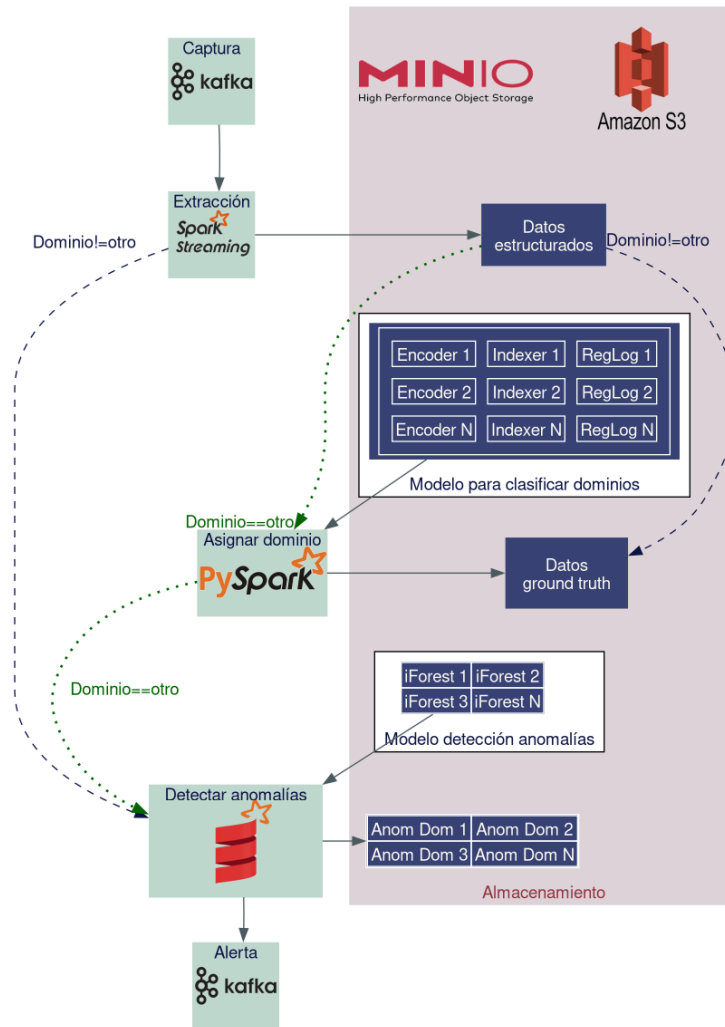 Captura
kafka
MINIO
High Performance Object Storage
Amazon S3
Extracción
Spark
Streaming
Dominio!=otro
Datos
estructurados
Dominio!=otro
Encoder 1
Indexer 1
RegLog 1
Encoder 2
Indexer 2
RegLog 2
Encoder N
Indexer N
RegLog N
Modelo para clasificar dominios
Dominio==otro
Asignar dominio
PySpark
Datos
ground truth
Dominio==otro
iForest 1
iForest 2
iForest 3
iForest N
Modelo detección anomalías
Detectar anomalías
Anom Dom 1
Anom Dom 2
Anom Dom 3
Anom Dom N
Almacenamiento
Alerta
kafka